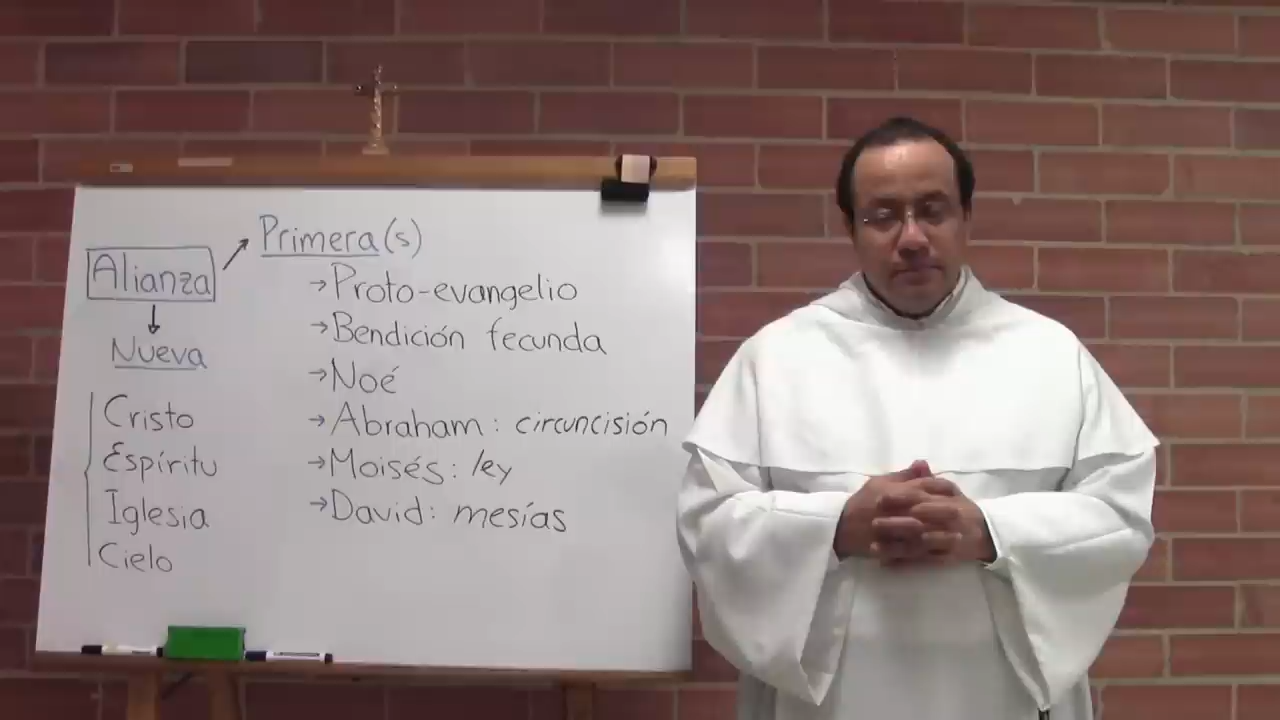 Alianza
Primera(s)
→Proto-evangelio
→Bendición fecunda
→Noé
→Abraham: circuncisión
→Moisés: ley
→David: mesías
Nueva
Cristo
Espíritu
Iglesia
Cielo